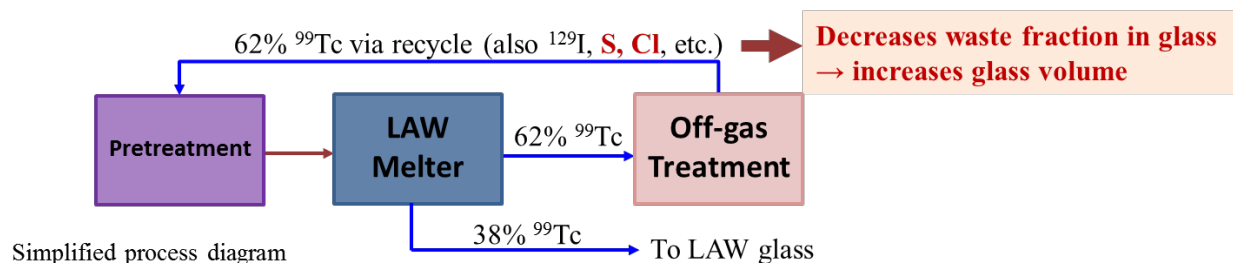 62% ⁹⁹Tc via recycle (also ¹²⁹I, S, Cl, etc.)
Decreases waste fraction in glass
→ increases glass volume
Pretreatment
LAW
Melter
62% ⁹⁹Tc
Off-gas
Treatment
38% ⁹⁹Tc
To LAW glass
Simplified process diagram